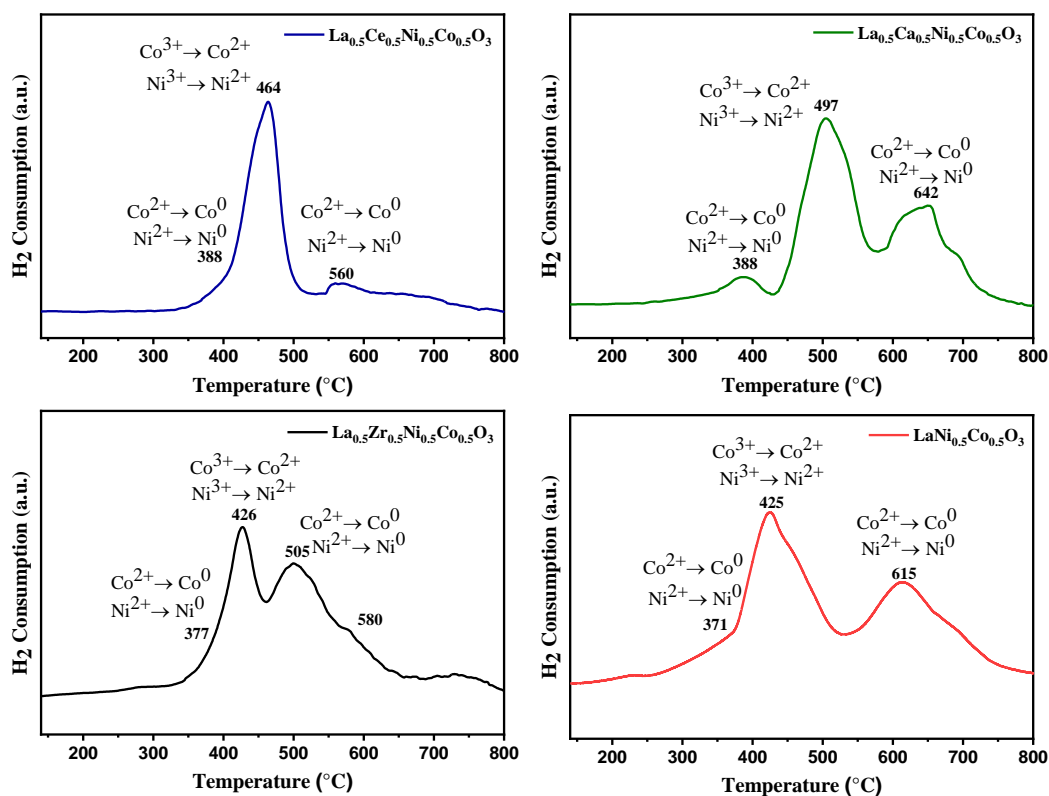 La0.5Ce0.5Ni0.5Co0.5O3
Co3+→Co2+
Ni3+→Ni2+
464
Co2+→Co0
Ni2+→Ni0
388
Co2+→Co0
Ni2+→Ni0
560
H2 Consumption (a.u.)
200 300 400 500 600 700 800
Temperature (°C)
La0.5Ca0.5Ni0.5Co0.5O3
Co3+→Co2+
Ni3+→Ni2+
497
Co2+→Co0
Ni2+→Ni0
642
Co2+→Co0
Ni2+→Ni0
388
H2 Consumption (a.u.)
200 300 400 500 600 700 800
Temperature (°C)
La0.5Zr0.5Ni0.5Co0.5O3
Co3+→Co2+
Ni3+→Ni2+
426
Co2+→Co0
Ni2+→Ni0
505
Co2+→Co0
Ni2+→Ni0
377
580
H2 Consumption (a.u.)
200 300 400 500 600 700 800
Temperature (°C)
LaNi0.5Co0.5O3
Co3+→Co2+
Ni3+→Ni2+
425
Co2+→Co0
Ni2+→Ni0
615
Co2+→Co0
Ni2+→Ni0
371
H2 Consumption (a.u.)
200 300 400 500 600 700 800
Temperature (°C)